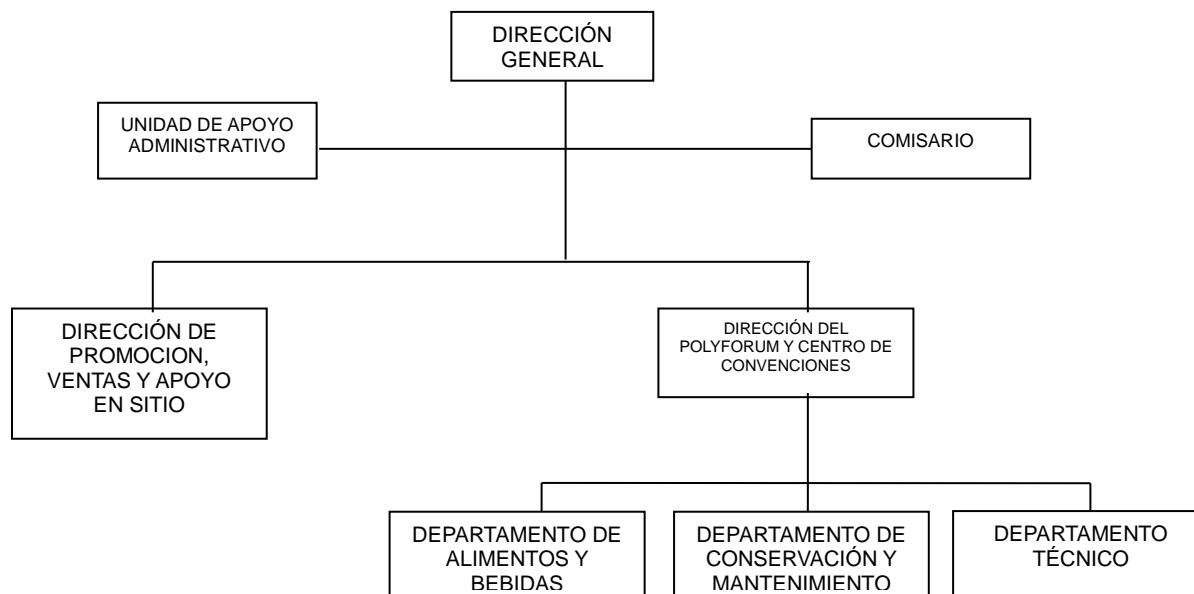 DIRECCIÓN
GENERAL
UNIDAD DE APOYO
ADMINISTRATIVO
COMISARIO
DIRECCIÓN DE
PROMOCION,
VENTAS Y APOYO
EN SITIO
DIRECCIÓN DEL
POLYFORUM Y CENTRO DE
CONVENCIONES
DEPARTAMENTO DE
ALIMENTOS Y
BEBIDAS
DEPARTAMENTO DE
CONSERVACIÓN Y
MANTENIMIENTO
DEPARTAMENTO
TÉCNICO